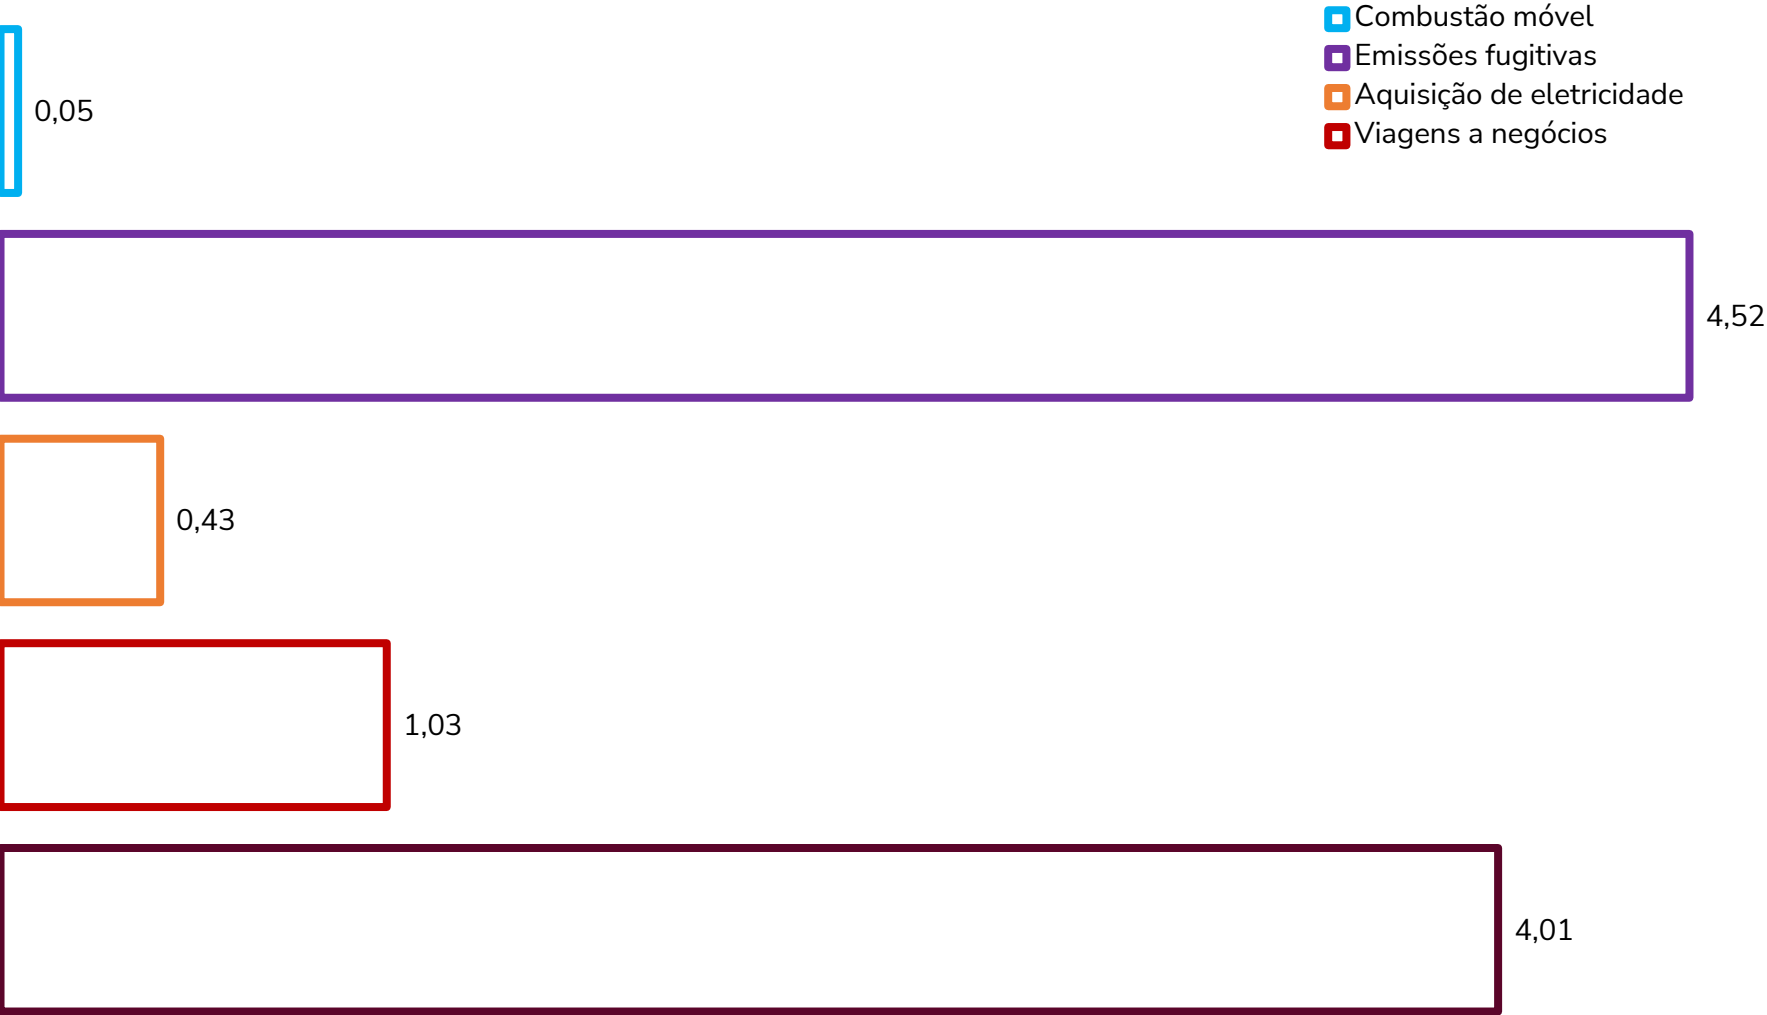 Combustão móvel
Emissões fugitivas
Aquisição de eletricidade
Viagens a negócios
0,05
4,52
0,43
1,03
4,01